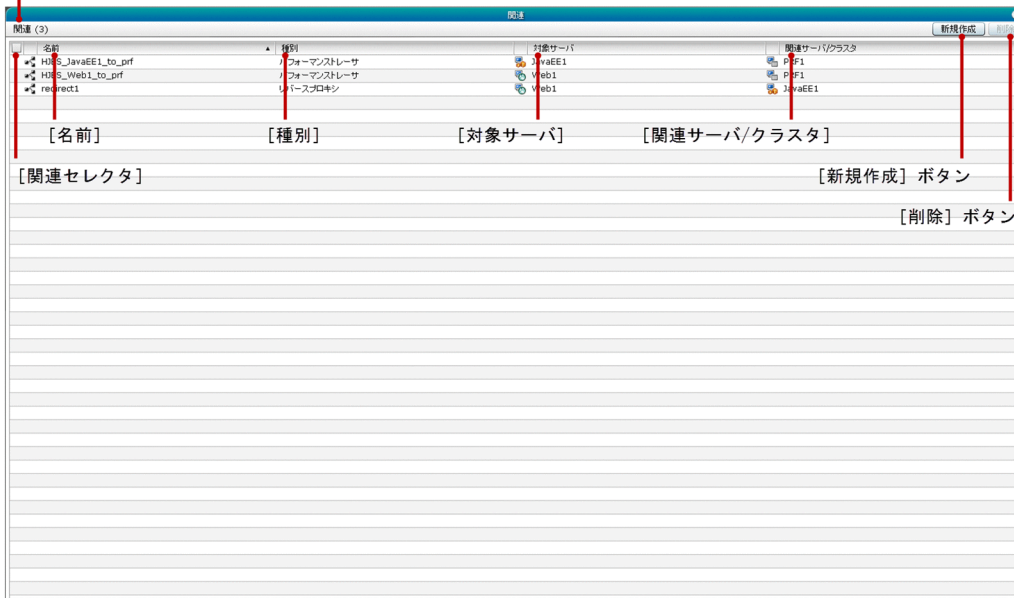 関連
関連 (3) 新規作成 削除
名前 ▲ 種別 対象サーバ 関連サーバ/クラスタ
HJES_JavaEE1_to_prf パフォーマンストレーサ JavaEE1 PRF1
HJES_Web1_to_prf パフォーマンストレーサ Web1 PRF1
redirect1 リバースプロキシ Web1 JavaEE1
[名前] [種別] [対象サーバ] [関連サーバ/クラスタ]
[関連セレクタ] [新規作成] ボタン
[削除] ボタン